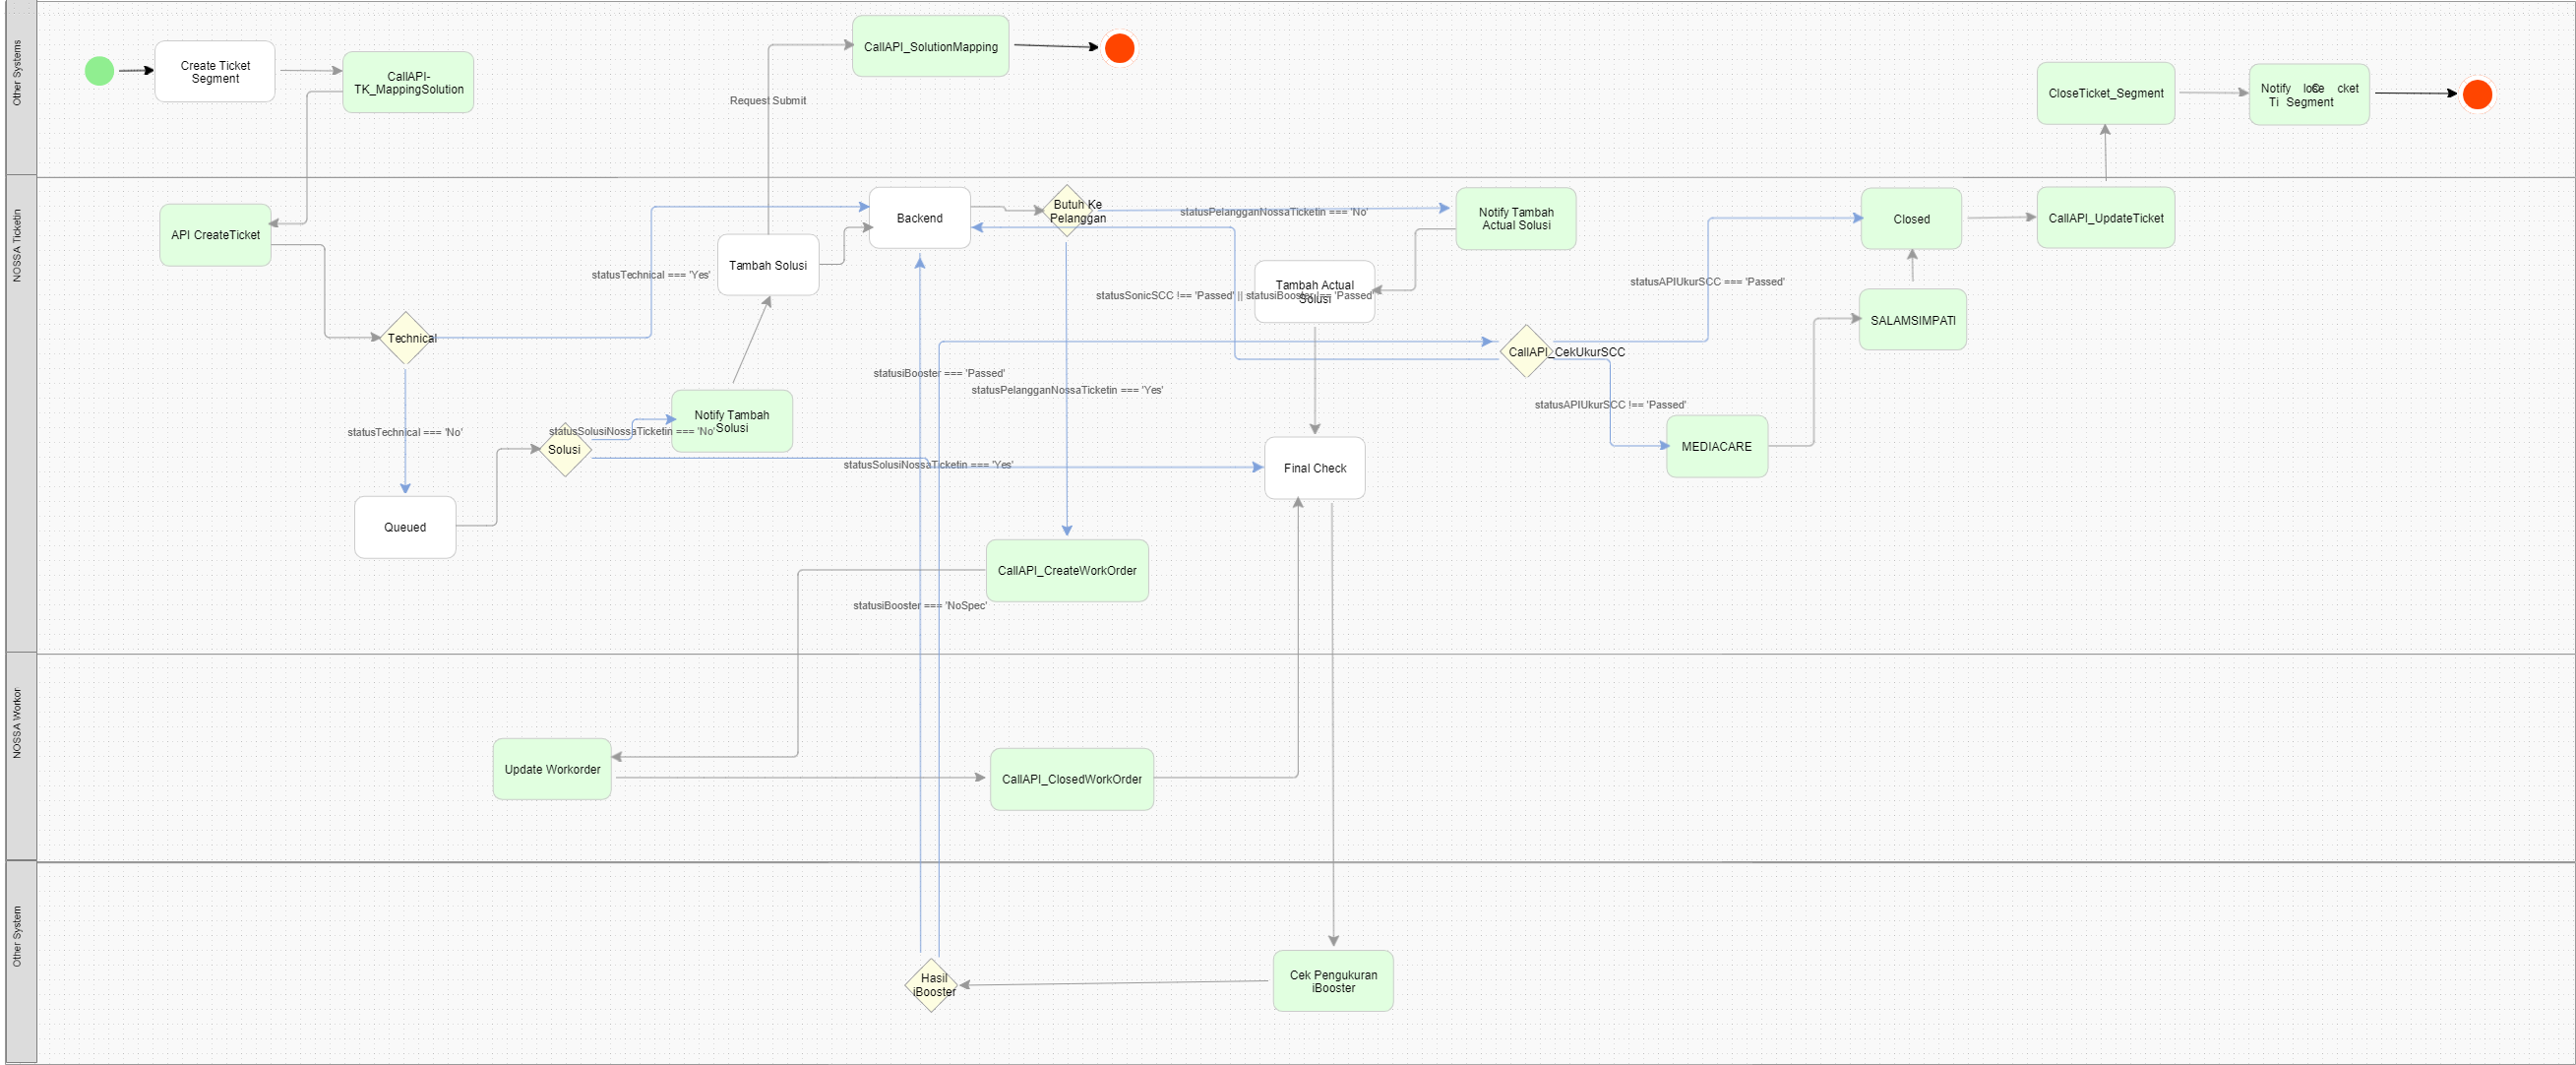 Other Systems
Create Ticket
Segment
CallAPI-
TK_MappingSolution
Request Submit
CallAPI_SolutionMapping
CloseTicket_Segment
Notify
Ti Segment
cket
NOSSA Ticketin
API CreateTicket
Technical
statusTechnical === 'Yes'
statusTechnical === 'No'
Queued
Solusi
statusSolusiNossaTicketin === 'No'
Notify Tambah
Solusi
Tambah Solusi
Backend
Butuh Ke
Pelanggan
statusPelangganNossaTicketin === 'No'
Notify Tambah
Actual Solusi
Tambah Actual
Solusi
statusSonicSCC !== 'Passed' || statusiBooster !== 'Passed'
statusiBooster === 'Passed'
statusPelangganNossaTicketin === 'Yes'
statusSolusiNossaTicketin === 'Yes'
Final Check
CallAPI_CekUkurSCC
statusAPIUkurSCC === 'Passed'
statusAPIUkurSCC !== 'Passed'
MEDIACARE
SALAMSIMPATI
Closed
CallAPI_UpdateTicket
CallAPI_CreateWorkOrder
statusiBooster === 'NoSpec'
NOSSA Workor
Update Workorder
CallAPI_ClosedWorkOrder
Other System
Hasil
iBooster
Cek Pengukuran
iBooster